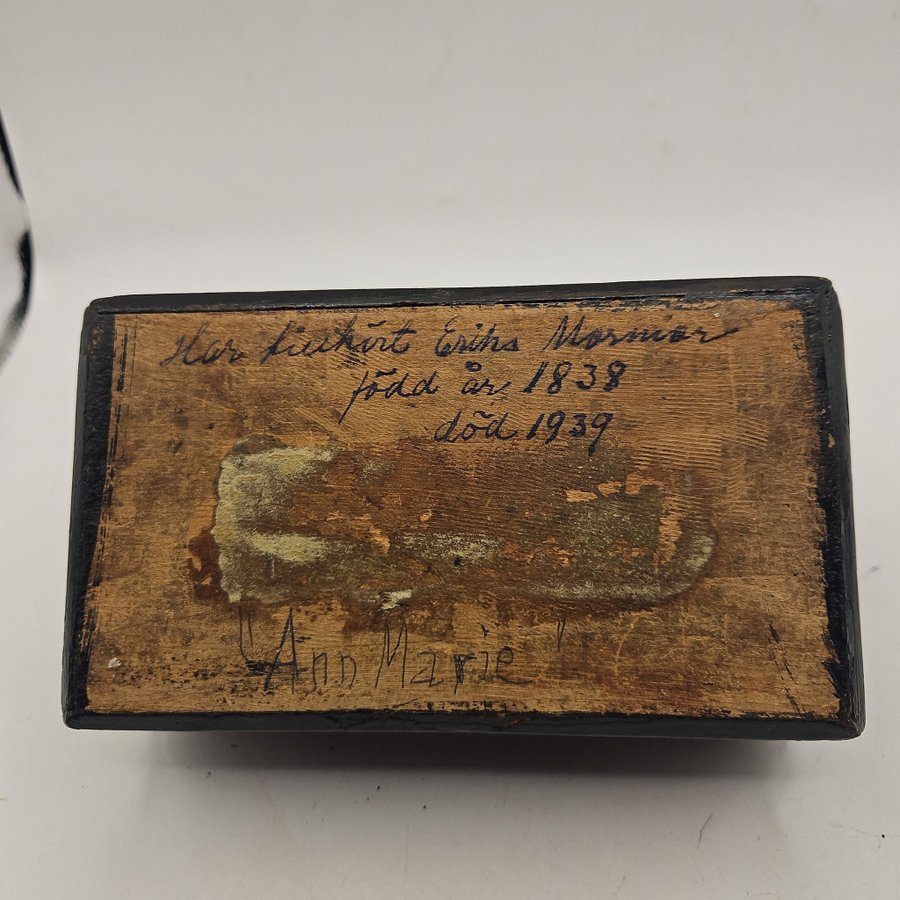 Har tillhört Eriks Mormor
född år 1838
död 1939
"Ann Marie"